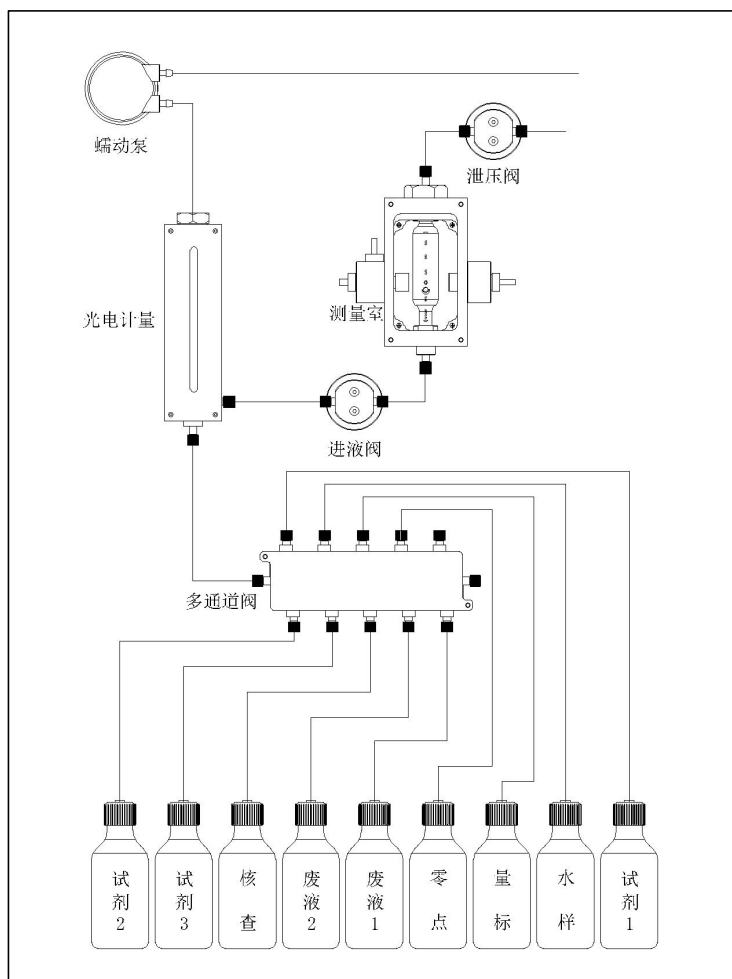 蠕动泵
泄压阀
光电计量
测量室
进液阀
多通道阀
试剂2
试剂3
核查
废液2
废液1
零点
量标
水样
试剂1